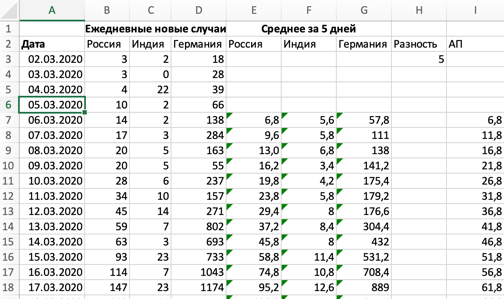 A B C D E F G H I
1 Ежедневные новые случаи Среднее за 5 дней
2 Дата Россия Индия Германия Россия Индия Германия Разность АП
3 02.03.2020 3 2 18 5
4 03.03.2020 3 0 28
5 04.03.2020 4 22 39
6 05.03.2020 10 2 66
7 06.03.2020 14 2 138 6,8 5,6 57,8 6,8
8 07.03.2020 17 3 284 9,6 5,8 111 11,8
9 08.03.2020 20 5 163 13,0 6,8 138 16,8
10 09.03.2020 20 5 55 16,2 3,4 141,2 21,8
11 10.03.2020 28 6 237 19,8 4,2 175,4 26,8
12 11.03.2020 34 10 157 23,8 5,8 179,2 31,8
13 12.03.2020 45 14 271 29,4 8 176,6 36,8
14 13.03.2020 59 7 802 37,2 8,4 304,4 41,8
15 14.03.2020 63 3 693 45,8 8 432 46,8
16 15.03.2020 93 23 733 58,8 11,4 531,2 51,8
17 16.03.2020 114 7 1043 74,8 10,8 708,4 56,8
18 17.03.2020 147 23 1174 95,2 12,6 889 61,8